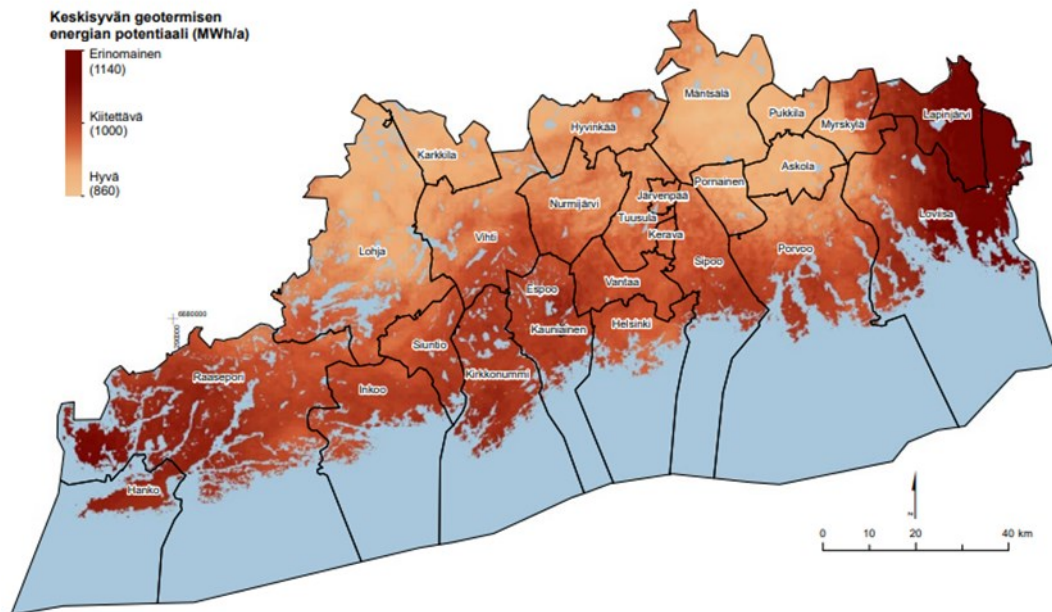 Keskisyvän geotermisen
energian potentiaali (MWh/a)
Erinomainen
(1140)
Kiitettävä
(1000)
Hyvä
(860)
Mäntsälä
Pukkila
Lapinjärvi
Myrskylä
Hyvinkää
Karkkila
Askola
Pornainen
Järvenpää
Nurmijärvi
Tuusula
Loviisa
Kerava
Vihti
Lohja
Porvoo
Sipoo
Vantaa
Espoo
Helsinki
Kauniainen
Siuntio
6680000
Raasepori
Kirkkonummi
Inkoo
Hanko
N
0 10 20 40 km